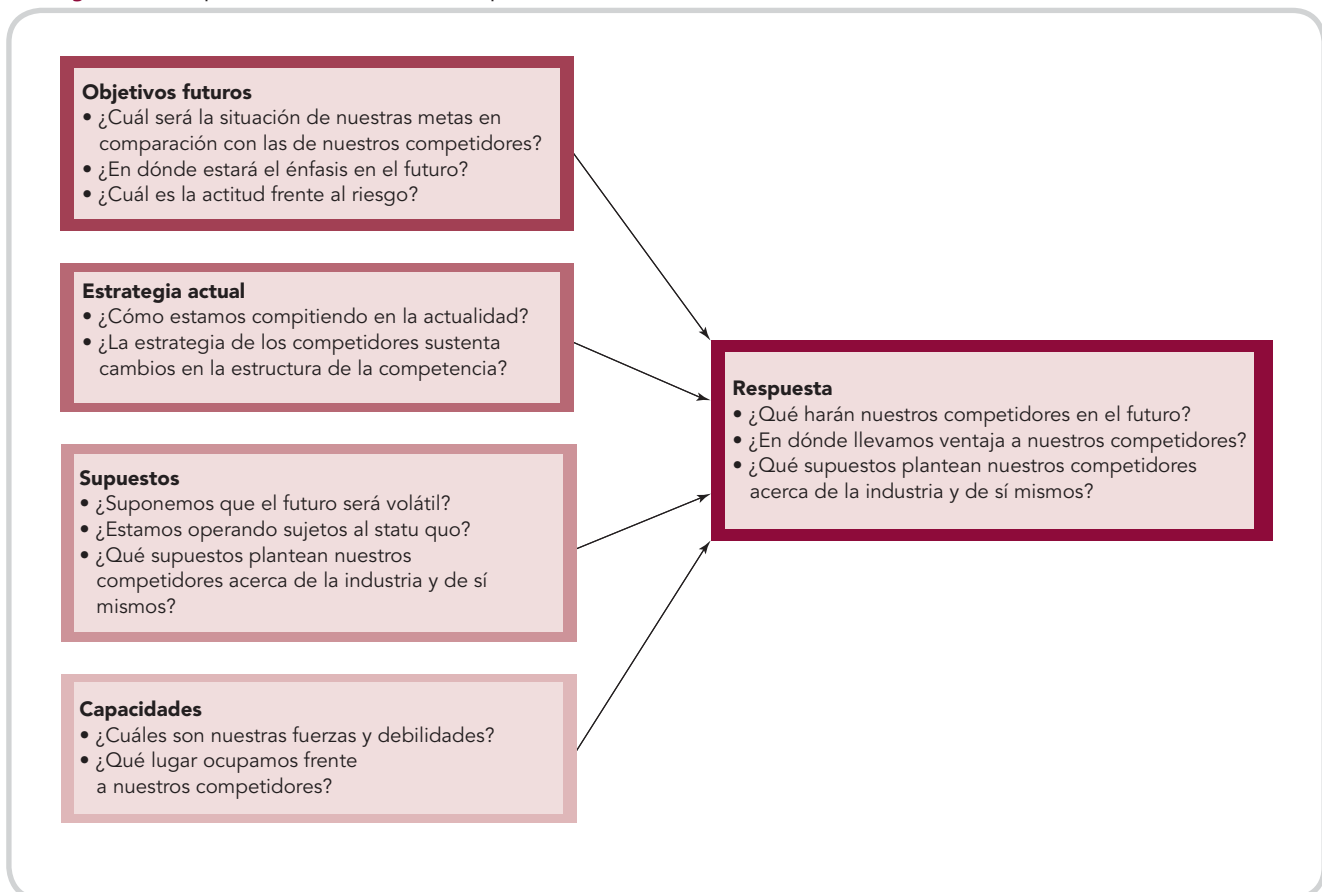 Objetivos futuros
• ¿Cuál será la situación de nuestras metas en
comparación con las de nuestros competidores?
• ¿En dónde estará el énfasis en el futuro?
• ¿Cuál es la actitud frente al riesgo?
Estrategia actual
• ¿Cómo estamos compitiendo en la actualidad?
• ¿La estrategia de los competidores sustenta
cambios en la estructura de la competencia?
Supuestos
• ¿Suponemos que el futuro será volátil?
• ¿Estamos operando sujetos al statu quo?
• ¿Qué supuestos plantean nuestros
competidores acerca de la industria y de sí
mismos?
Capacidades
• ¿Cuáles son nuestras fuerzas y debilidades?
• ¿Qué lugar ocupamos frente
a nuestros competidores?
Respuesta
• ¿Qué harán nuestros competidores en el futuro?
• ¿En dónde llevamos ventaja a nuestros competidores?
• ¿Qué supuestos plantean nuestros competidores
acerca de la industria y de sí mismos?